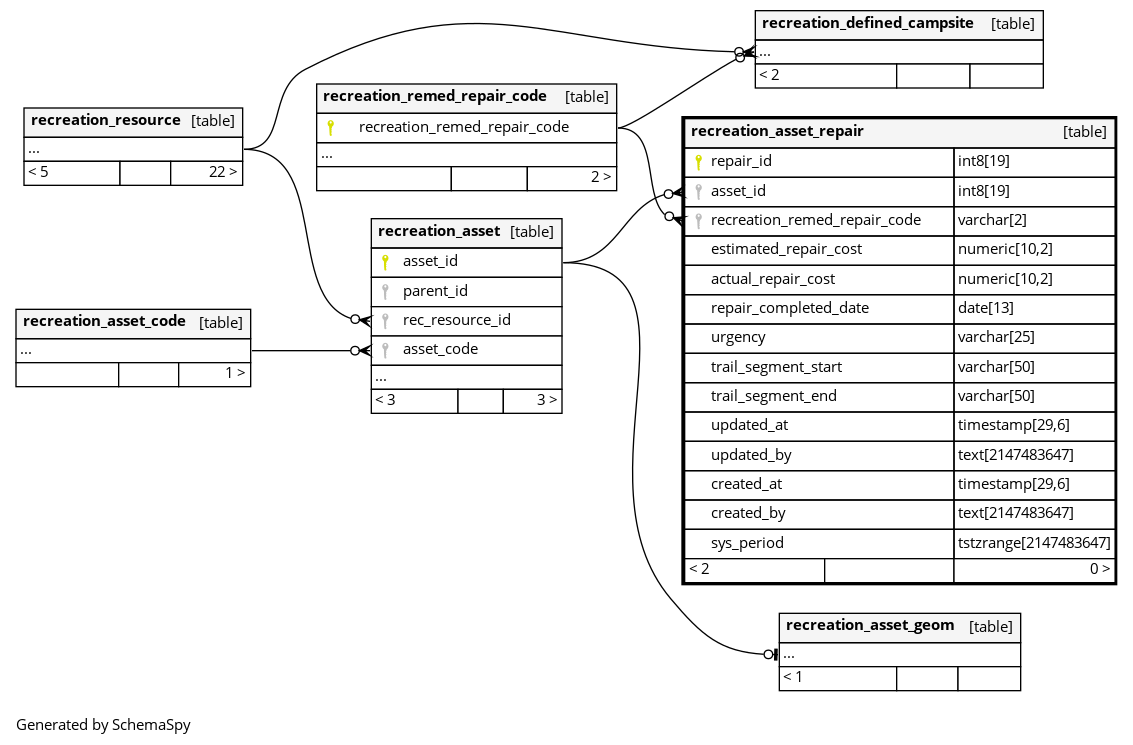 recreation_defined_campsite [table]
...
< 2
recreation_remed_repair_code [table]
recreation_remed_repair_code
...
2 >
recreation_resource [table]
...
< 5 22 >
recreation_asset_repair [table]
repair_id int8[19]
asset_id int8[19]
recreation_remed_repair_code varchar[2]
estimated_repair_cost numeric[10,2]
actual_repair_cost numeric[10,2]
repair_completed_date date[13]
urgency varchar[25]
trail_segment_start varchar[50]
trail_segment_end varchar[50]
updated_at timestamp[29,6]
updated_by text[2147483647]
created_at timestamp[29,6]
created_by text[2147483647]
sys_period tstzrange[2147483647]
< 2 0 >
recreation_asset [table]
asset_id
parent_id
rec_resource_id
asset_code
...
< 3 3 >
recreation_asset_code [table]
...
1 >
recreation_asset_geom [table]
...
< 1
Generated by SchemaSpy